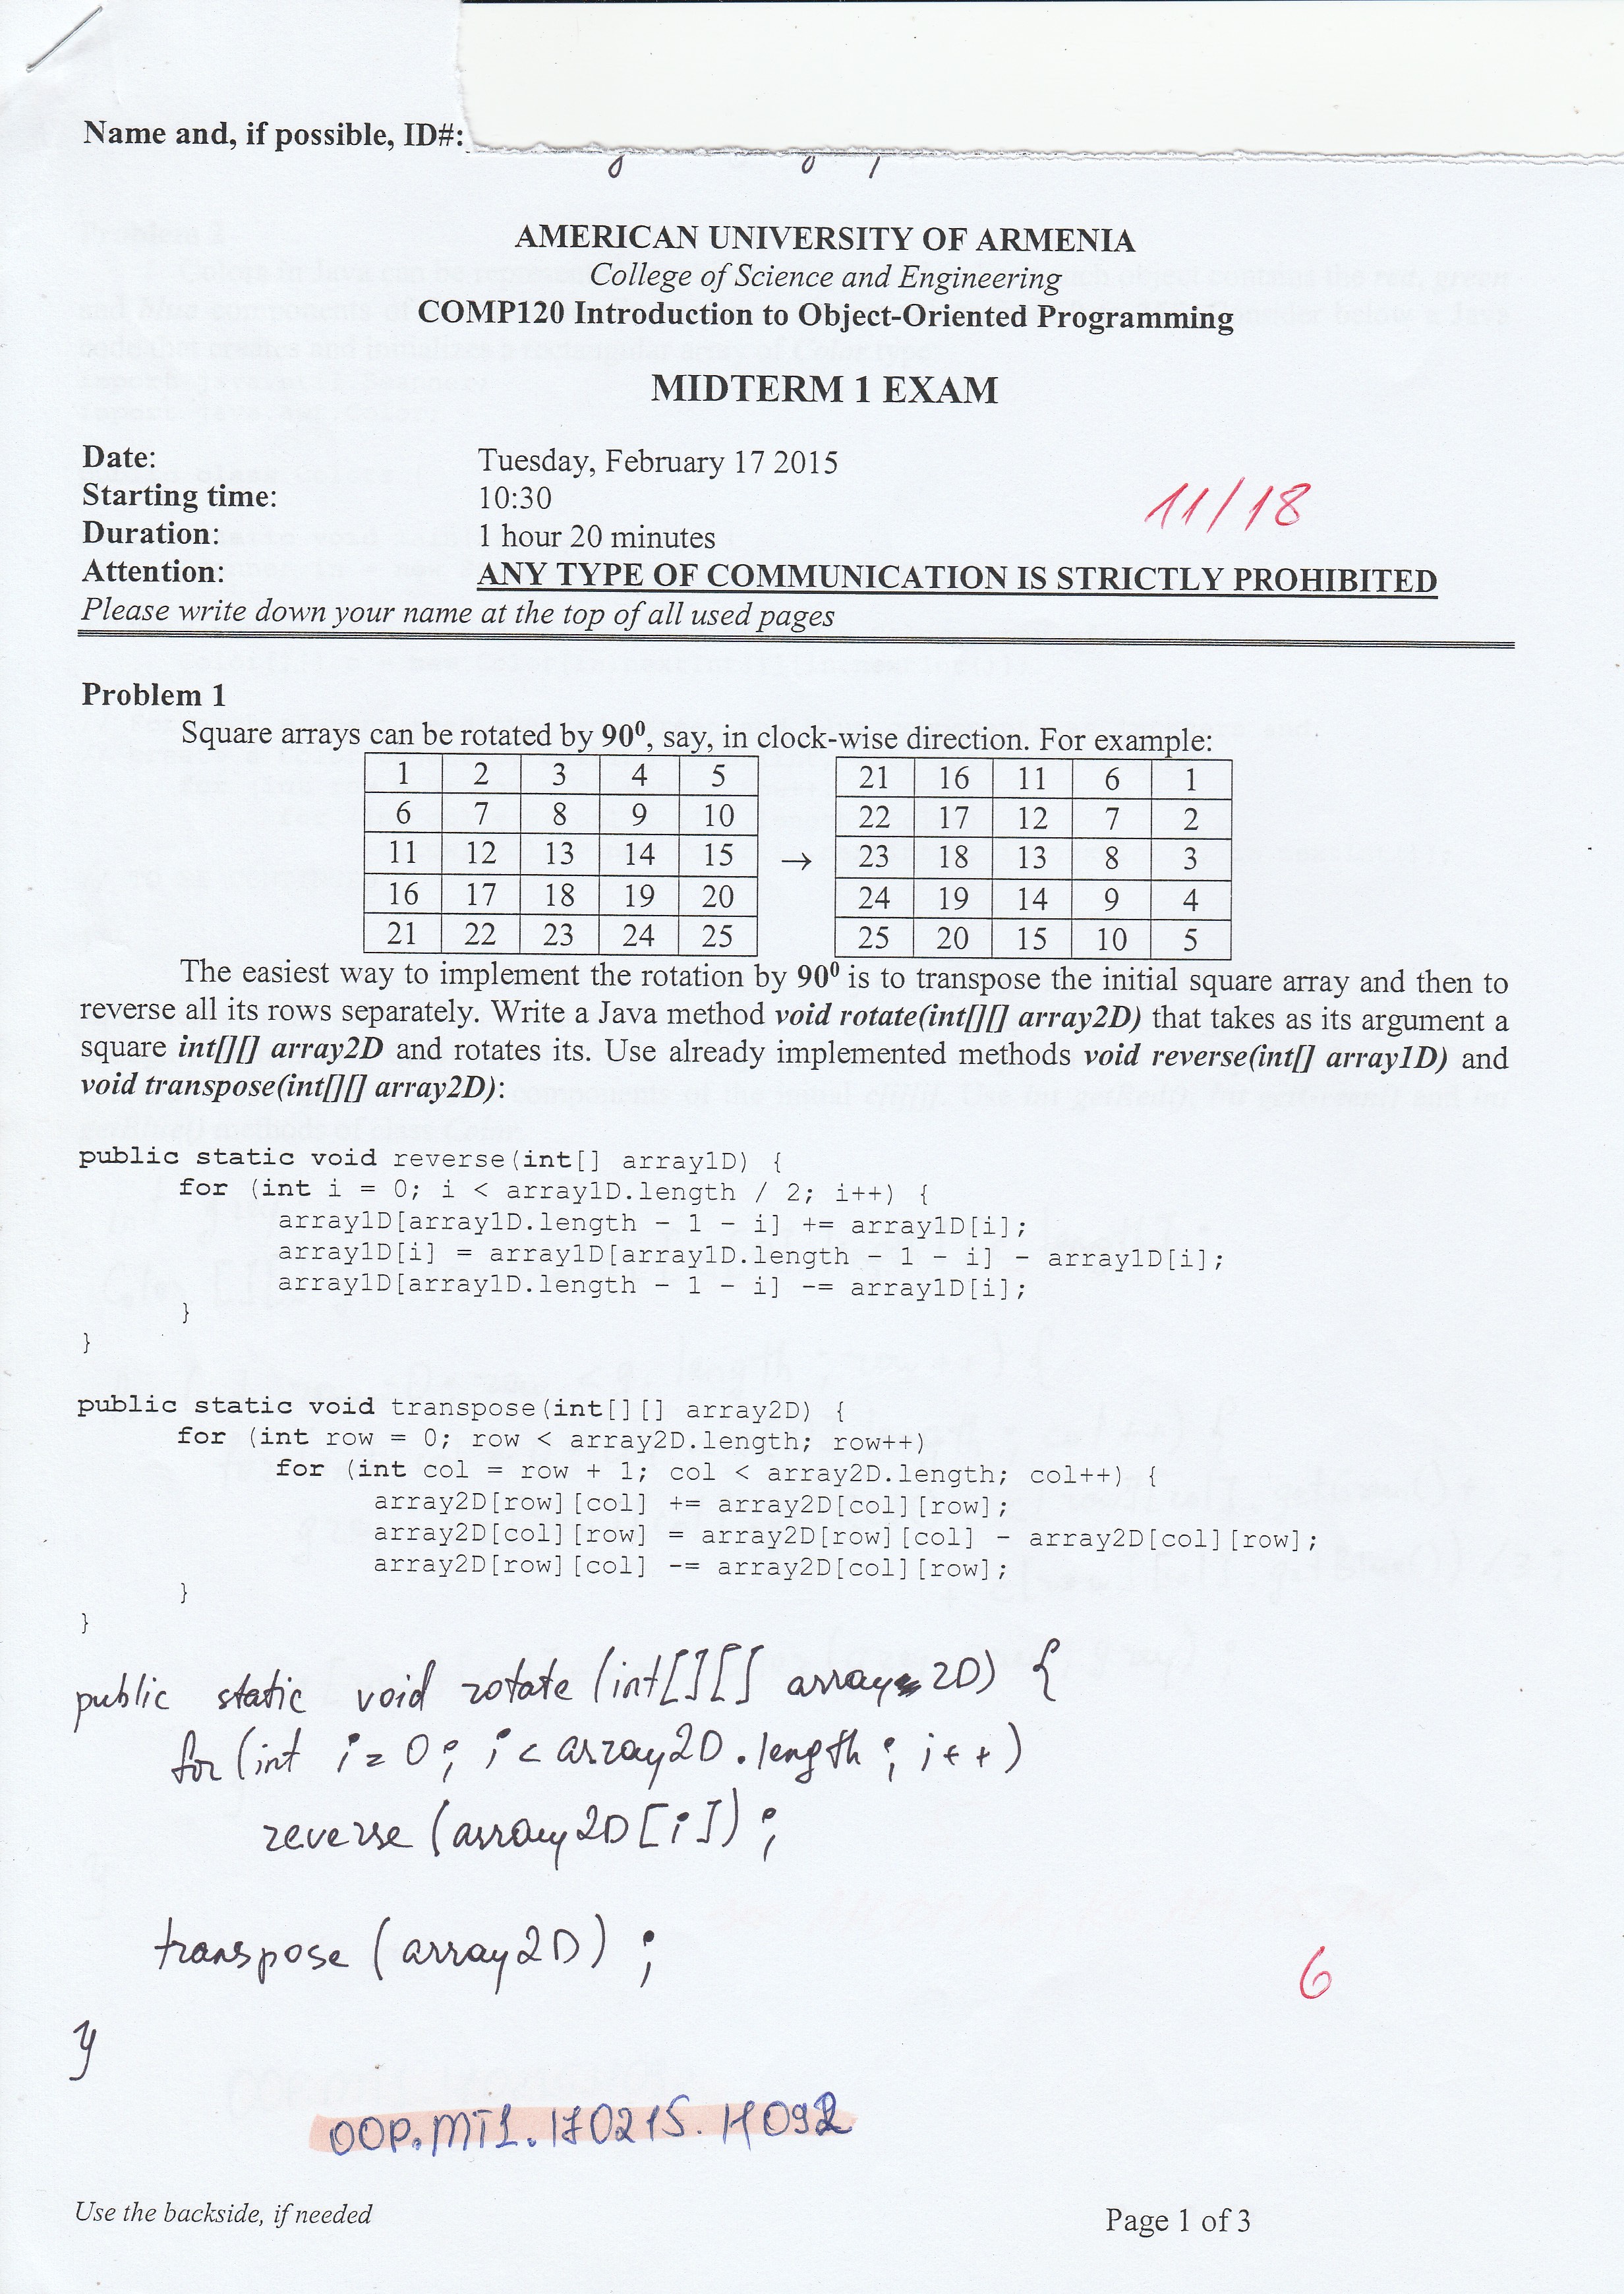 Name and, if possible, ID#:
AMERICAN UNIVERSITY OF ARMENIA
College of Science and Engineering
COMP120 Introduction to Object-Oriented Programming
MIDTERM 1 EXAM
Date: Tuesday, February 17 2015
Starting time: 10:30
11/18
Duration: 1 hour 20 minutes
Attention: ANY TYPE OF COMMUNICATION IS STRICTLY PROHIBITED
Please write down your name at the top of all used pages
Problem 1
Square arrays can be rotated by 90⁰, say, in clock-wise direction. For example:
1 2 3 4 5 21 16 11 6 1
6 7 8 9 10 22 17 12 7 2
11 12 13 14 15 → 23 18 13 8 3
16 17 18 19 20 24 19 14 9 4
21 22 23 24 25 25 20 15 10 5
The easiest way to implement the rotation by 90⁰ is to transpose the initial square array and then to
reverse all its rows separately. Write a Java method void rotate(int[][] array2D) that takes as its argument a
square int[][] array2D and rotates its. Use already implemented methods void reverse(int[] array1D) and
void transpose(int[][] array2D):
public static void reverse(int[] array1D) {
for (int i = 0; i < array1D.length / 2; i++) {
array1D[array1D.length - 1 - i] += array1D[i];
array1D[i] = array1D[array1D.length - 1 - i] - array1D[i];
array1D[array1D.length - 1 - i] -= array1D[i];
}
}
public static void transpose(int[][] array2D) {
for (int row = 0; row < array2D.length; row++)
for (int col = row + 1; col < array2D.length; col++) {
array2D[row][col] += array2D[col][row];
array2D[col][row] = array2D[row][col] - array2D[col][row];
array2D[row][col] -= array2D[col][row];
}
}
public static void rotate (int[][] array 2D) {
for (int i = 0; i < array2D.length; i++)
reverse (array2D[i]);
transpose (array2D);
6
}
OOP.MT1.170215.H092
Use the backside, if needed
Page 1 of 3